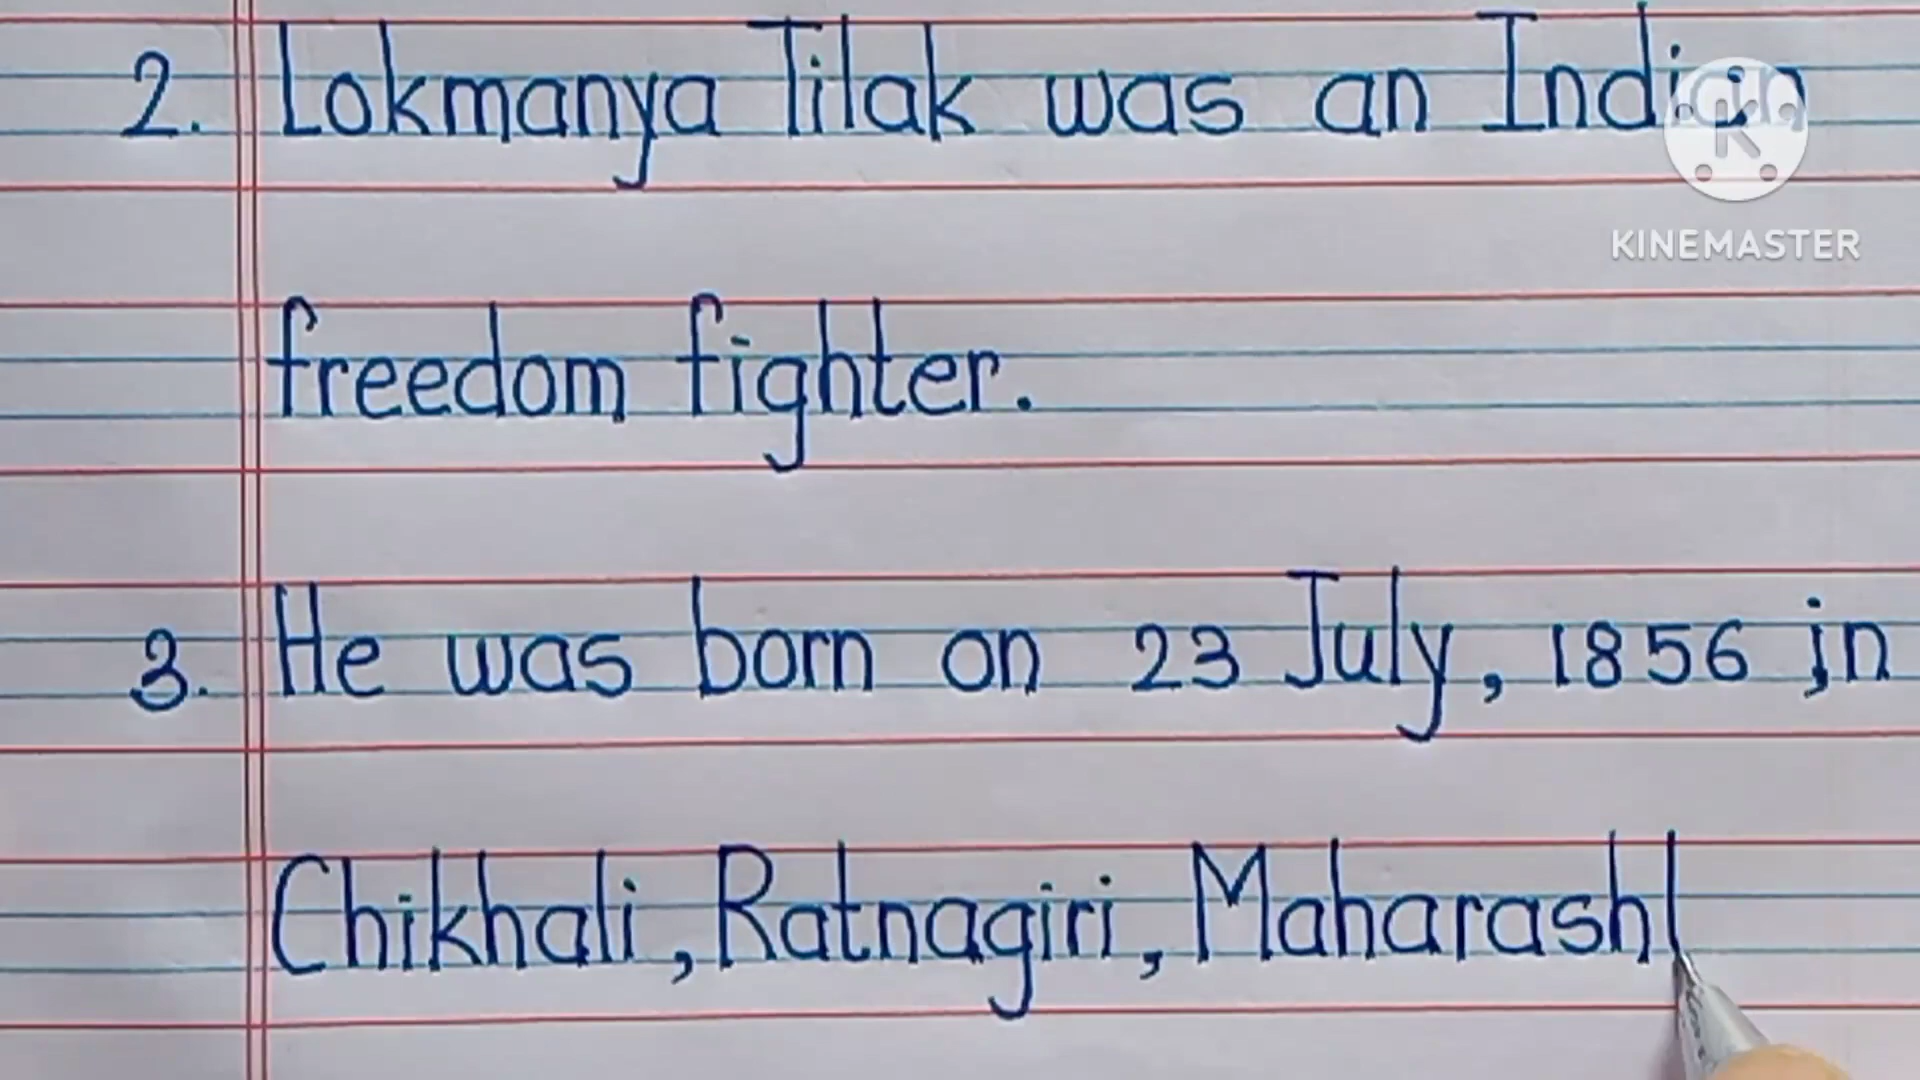 2. Lokmanya Tilak was an Indian
KINEMASTER
freedom fighter.
3. He was born on 23 July, 1856 in
Chikhali, Ratnagiri, Maharashl